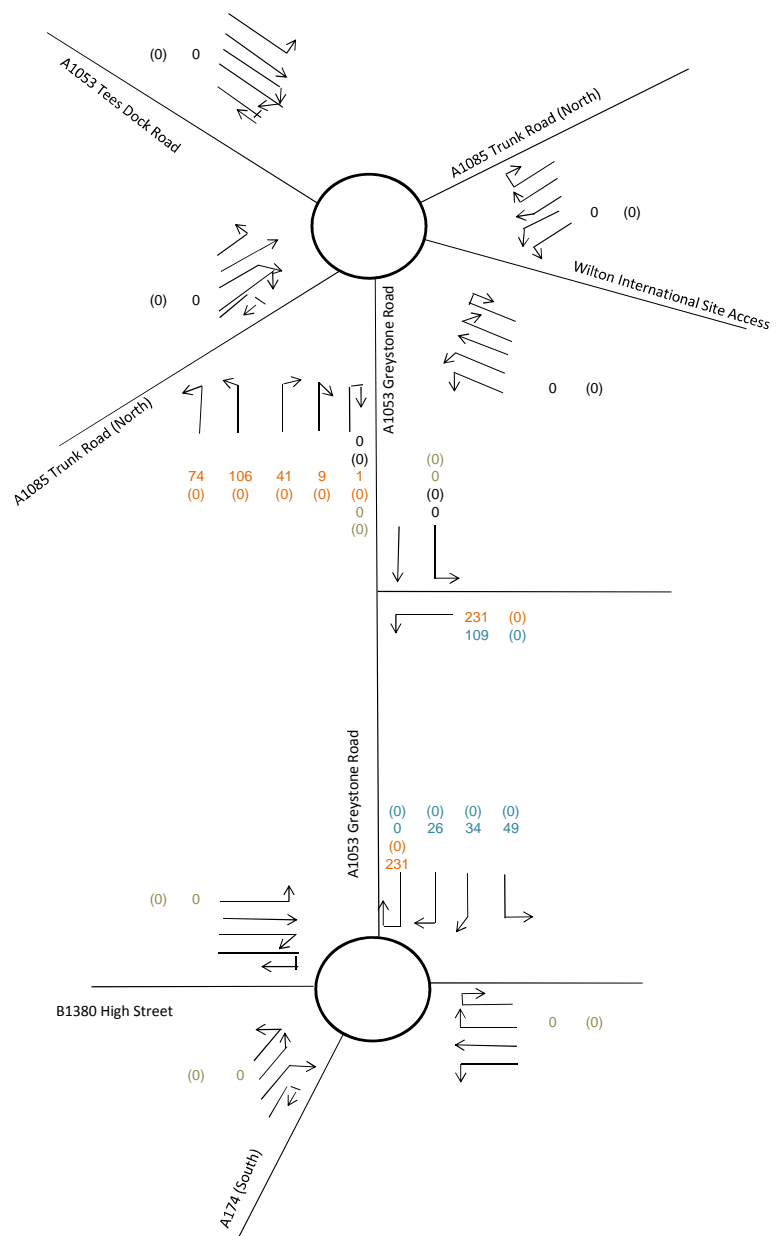 (0) 0
A1053 Tees Dock Road
A1085 Trunk Road (North)
0 (0)
Wilton International Site Access
(0) 0
A1053 Greystone Road
0 (0)
A1085 Trunk Road (North)
0
(0)
74 106 41 9 1
(0) (0) (0) (0) (0)
0
(0)
(0)
0
(0)
0
231 (0)
109 (0)
A1053 Greystone Road
(0) (0) (0) (0)
0 26 34 49
(0)
231
(0) 0
B1380 High Street
0 (0)
(0) 0
A174 (South)